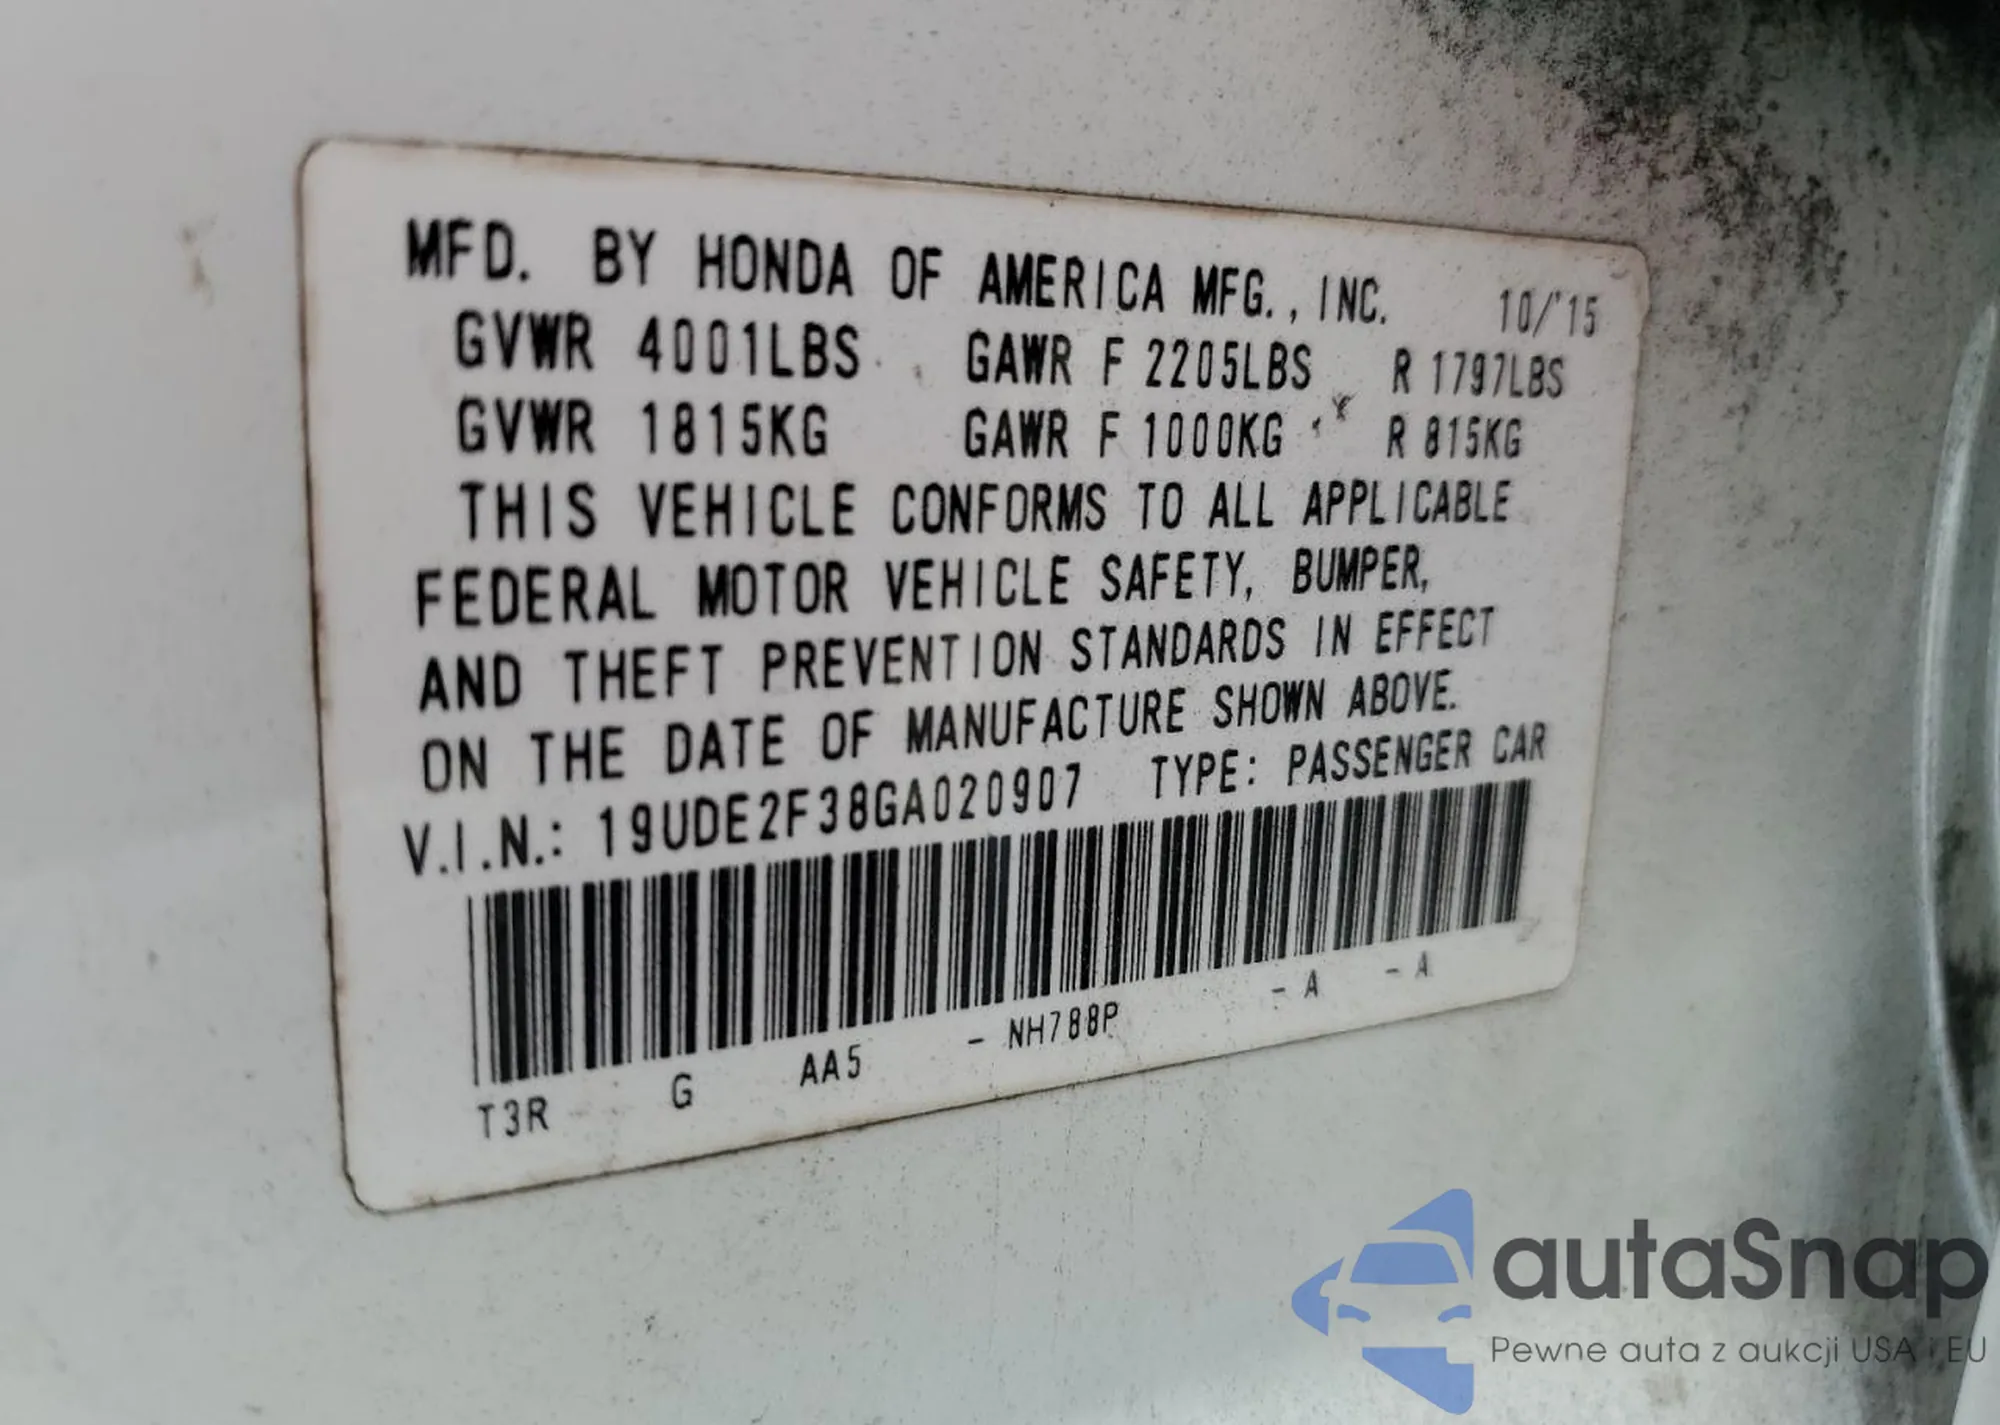 MFD. BY HONDA OF AMERICA MFG., INC. 10/'15
GVWR 4001LBS GAWR F 2205LBS R 1797LBS
GVWR 1815KG GAWR F 1000KG R 815KG
THIS VEHICLE CONFORMS TO ALL APPLICABLE
FEDERAL MOTOR VEHICLE SAFETY, BUMPER,
AND THEFT PREVENTION STANDARDS IN EFFECT
ON THE DATE OF MANUFACTURE SHOWN ABOVE.
V.I.N.: 19UDE2F38GA020907 TYPE: PASSENGER CAR
T3R G AA5 - NH788P - A - A
autaSnap
Pewne auta z aukcji USA i EU